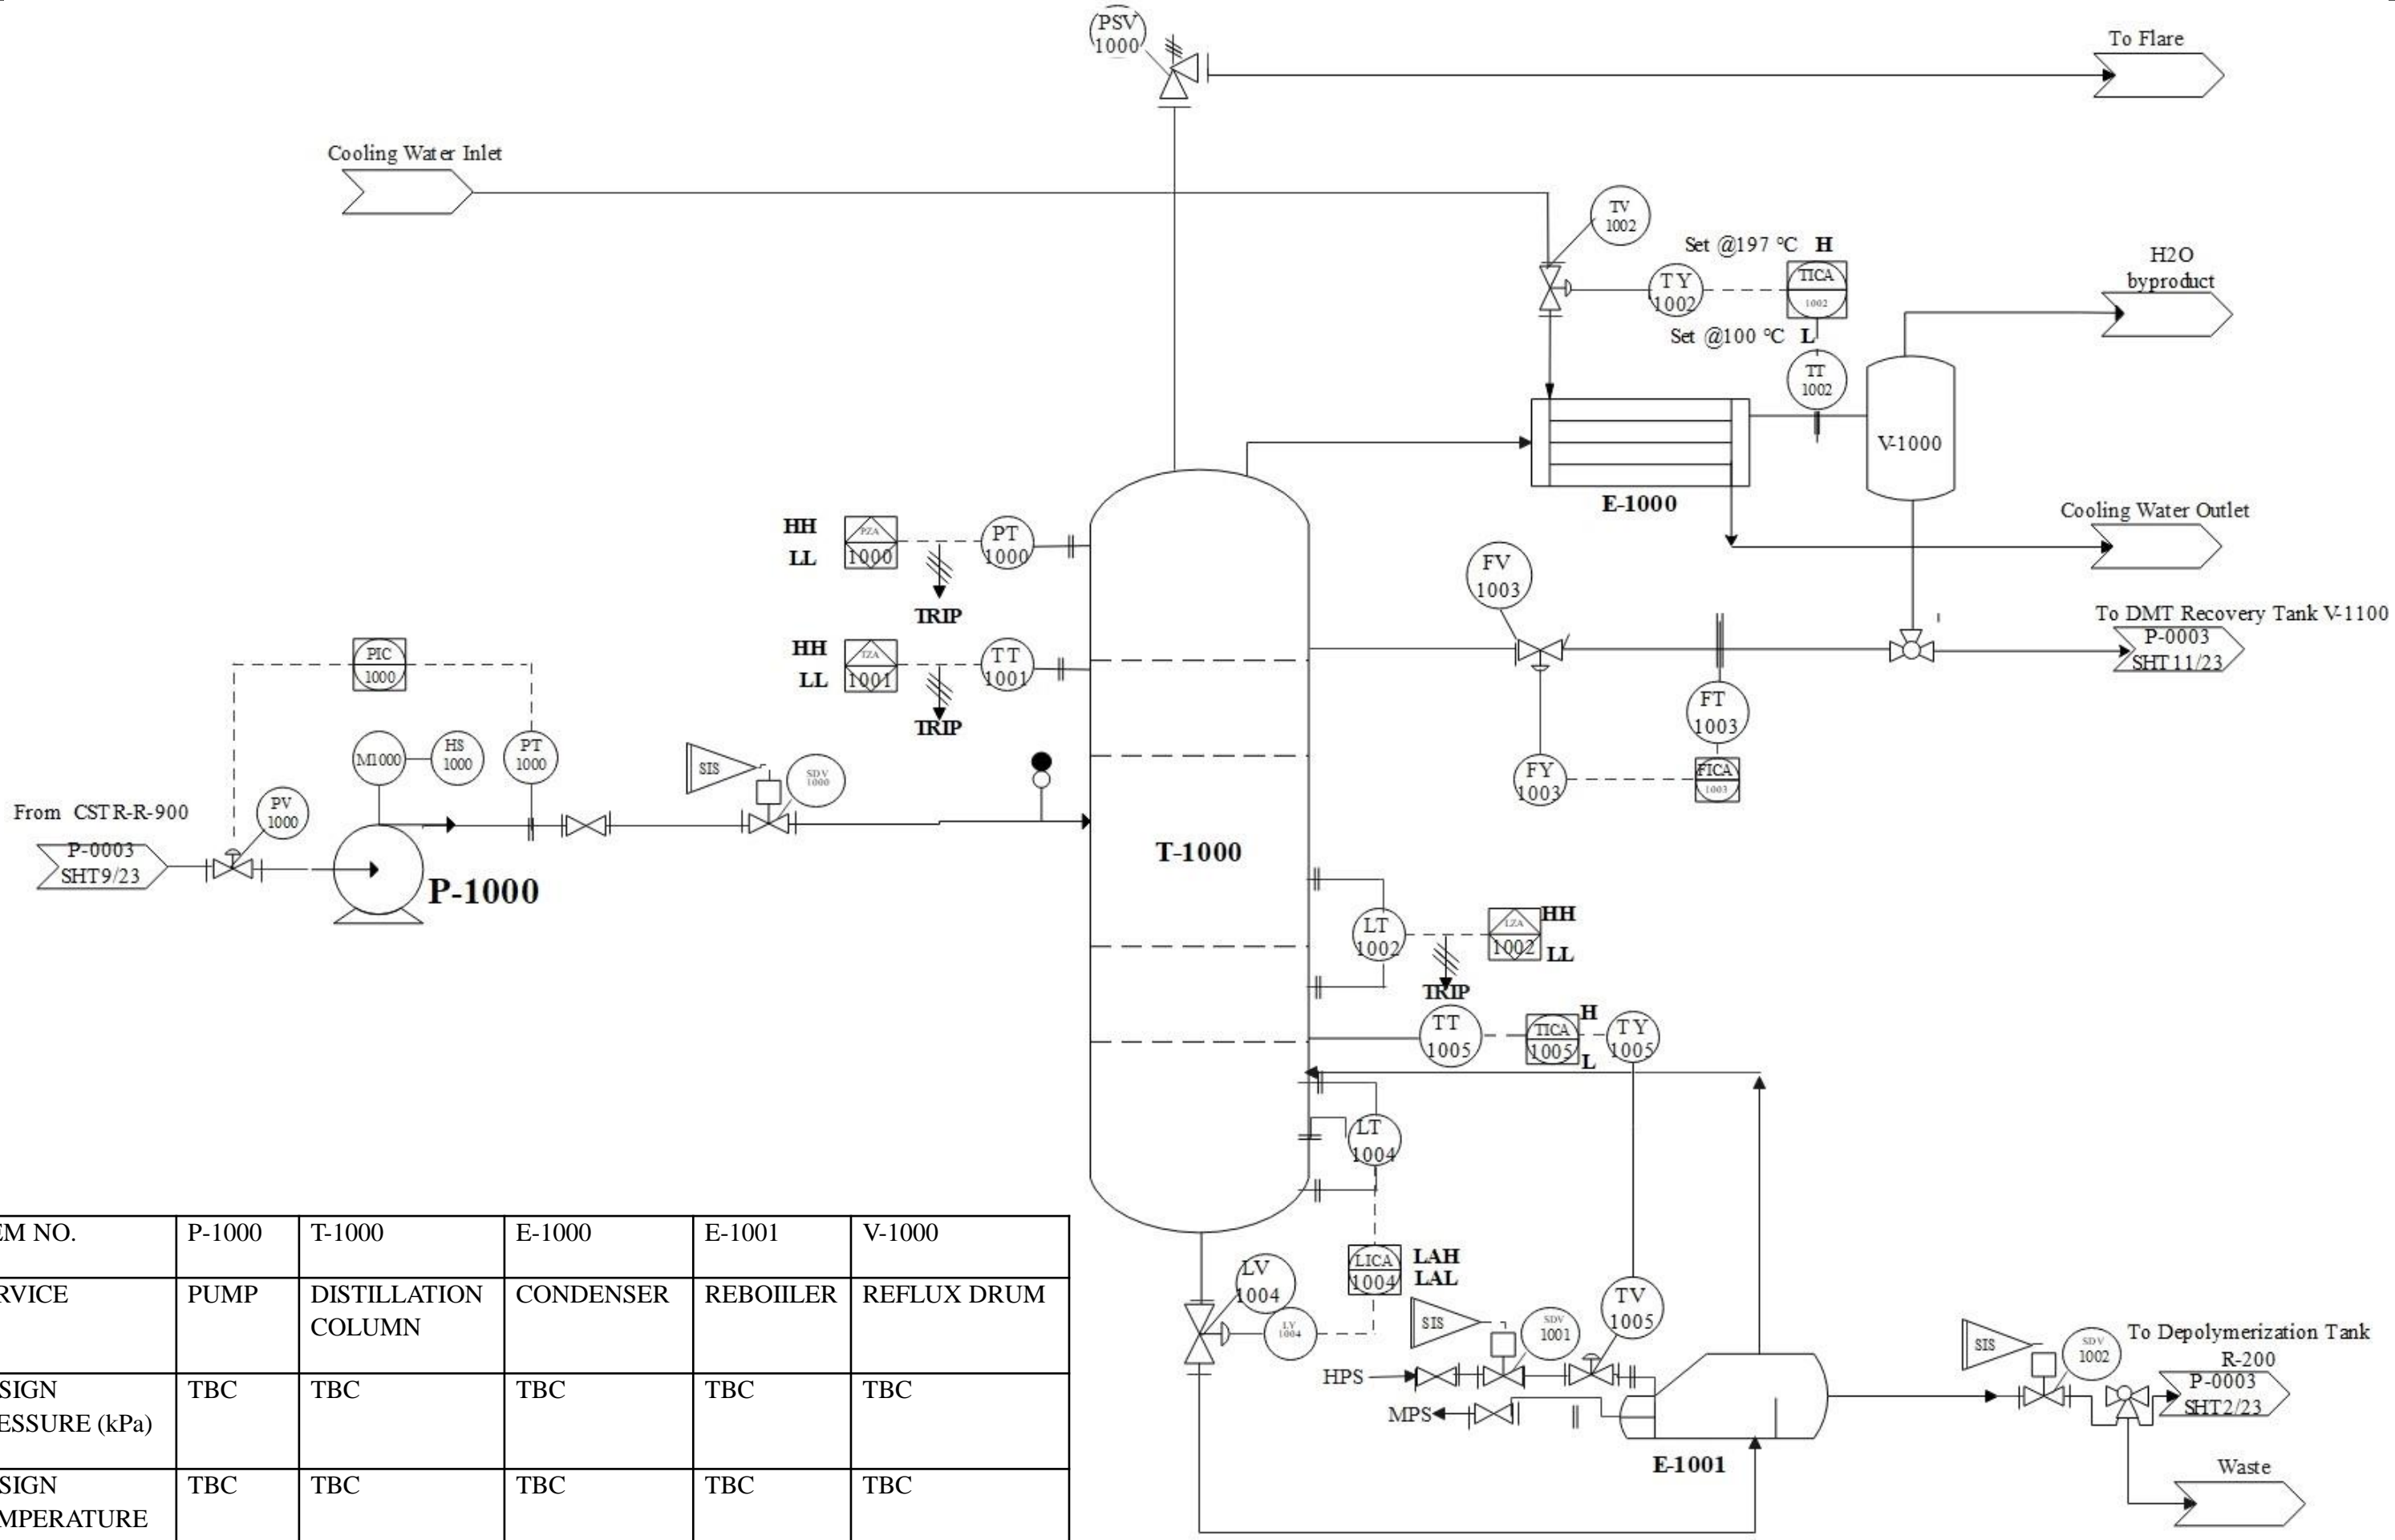 PSV
1000
To Flare
Cooling Water Inlet
TV
1002
Set @197 °C H
TICA
1002
TY
1002
Set @100 °C L
TT
1002
H2O
byproduct
V-1000
E-1000
Cooling Water Outlet
HH
LL
PZA
1000
PT
1000
TRIP
HH
LL
TZA
1001
TT
1001
TRIP
FV
1003
To DMT Recovery Tank V-1100
P-0003
SHT11/23
FT
1003
FY
1003
FICA
1003
PIC
1000
M1000
HS
1000
PT
1000
SIS
SDV
1000
From CSTR-R-900
P-0003
SHT9/23
PV
1000
P-1000
T-1000
LT
1002
LZA
1002
HH
LL
TRIP
TT
1005
TICA
1005
H
L
TY
1005
LT
1004
LICA
1004
LAH
LAL
LV
1004
LY
1004
SIS
SDV
1001
TV
1005
HPS
MPS
E-1001
SIS
SDV
1002
To Depolymerization Tank
R-200
P-0003
SHT2/23
Waste
EM NO. P-1000 T-1000 E-1000 E-1001 V-1000
RVICE PUMP DISTILLATION CONDENSER REBOIILER REFLUX DRUM
COLUMN
SIGN TBC TBC TBC TBC TBC
ESSURE (kPa)
SIGN TBC TBC TBC TBC TBC
MPERATURE